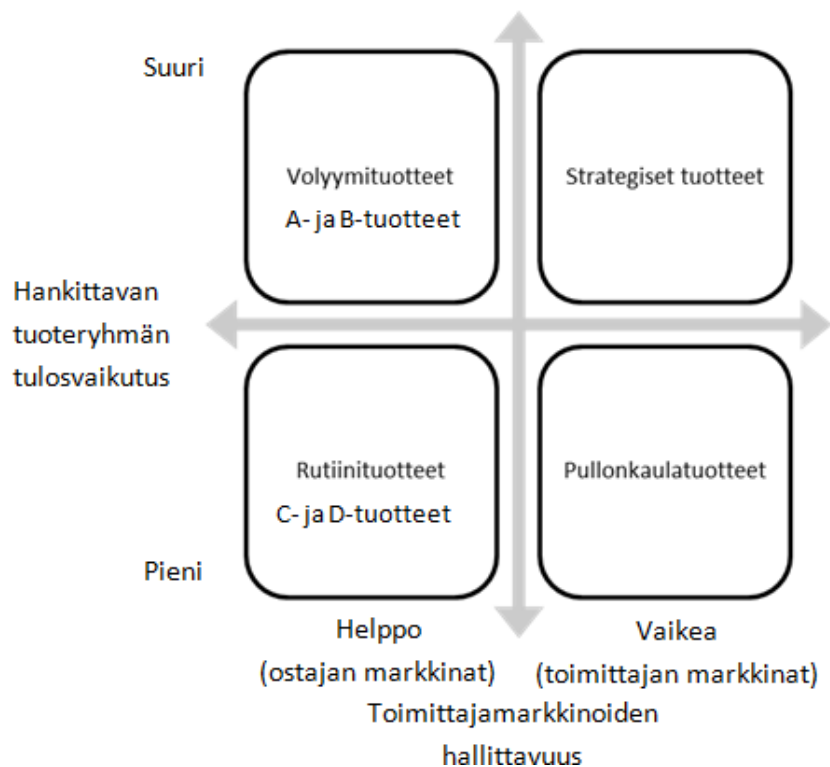 Suuri
Volyymituotteet
A- ja B-tuotteet
Strategiset tuotteet
Hankittavan
tuoteryhmän
tulosvaikutus
Rutiinituotteet
C- ja D-tuotteet
Pullonkaulatuotteet
Pieni
Helppo
(ostajan markkinat)
Vaikea
(toimittajan markkinat)
Toimittajamarkkinoiden
hallittavuus